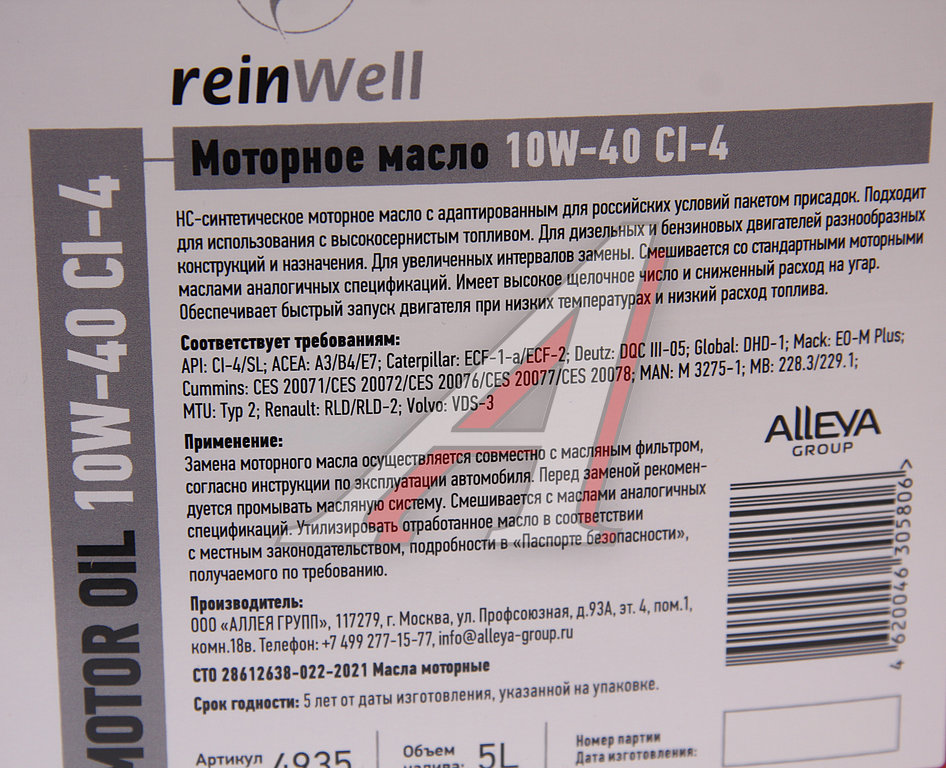 reinWell
Моторное масло 10W-40 CI-4
MOTOR OIL 10W-40 CI-4
НС-синтетическое моторное масло с адаптированным для российских условий пакетом присадок. Подходит
для использования с высокосернистым топливом. Для дизельных и бензиновых двигателей разнообразных
конструкций и назначения. Для увеличенных интервалов замены. Смешивается со стандартными моторными
маслами аналогичных спецификаций. Имеет высокое щелочное число и сниженный расход на угар.
Обеспечивает быстрый запуск двигателя при низких температурах и низкий расход топлива.
Соответствует требованиям:
API: CI-4/SL; ACEA: A3/B4/E7; Caterpillar: ECF-1-a/ECF-2; Deutz: DQC III-05; Global: DHD-1; Mack: EO-M Plus;
Cummins: CES 20071/CES 20072/CES 20076/CES 20077/CES 20078; MAN: M 3275-1; MB: 228.3/229.1;
MTU: Typ 2; Renault: RLD/RLD-2; Volvo: VDS-3
Применение:
Замена моторного масла осуществляется совместно с масляным фильтром,
согласно инструкции по эксплуатации автомобиля. Перед заменой рекомен-
дуется промывать масляную систему. Смешивается с маслами аналогичных
спецификаций. Утилизировать отработанное масло в соответствии
с местным законодательством, подробности в «Паспорте безопасности»,
получаемого по требованию.
ALLEYA
GROUP
4 620046 305806 >
Производитель:
ООО «АЛЛЕЯ ГРУПП», 117279, г. Москва, ул. Профсоюзная, д.93А, эт. 4, пом.1,
комн.18в. Телефон: +7 499 277-15-77, info@alleya-group.ru
СТО 28612638-022-2021 Масла моторные
Срок годности: 5 лет от даты изготовления, указанной на упаковке.
Артикул 4935
Объем
налива: 5L
Номер партии
Дата изготовления: